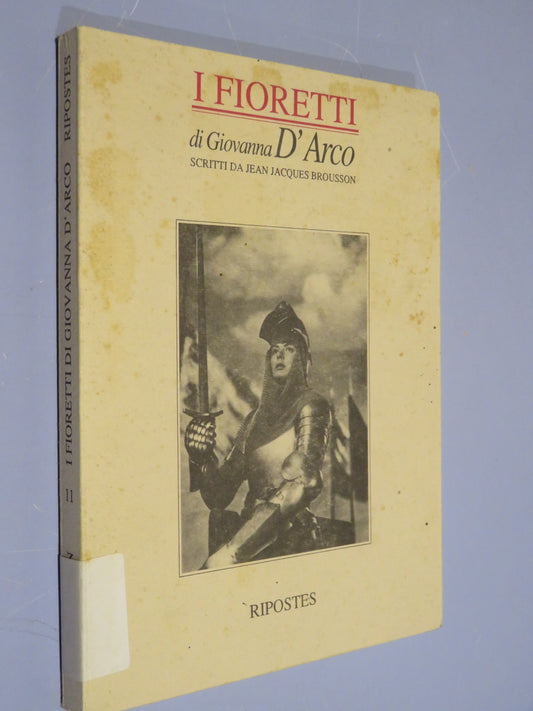 I FIORETTI
di Giovanna D'Arco
SCRITTI DA JEAN JACQUES BROUSSON
RIPOSTES
11 I FIORETTI DI GIOVANNA D'ARCO RIPOSTES